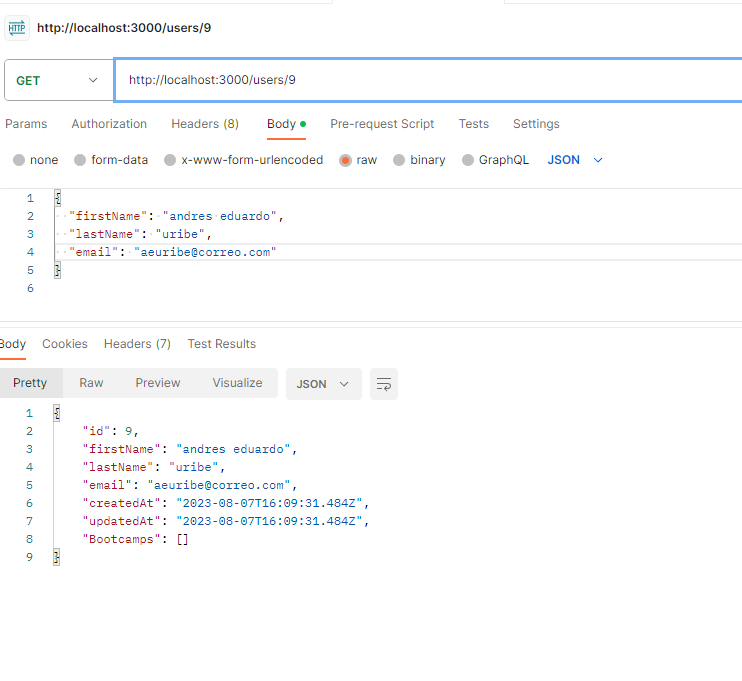 HTTP http://localhost:3000/users/9
GET http://localhost:3000/users/9
Params Authorization Headers (8) Body Pre-request Script Tests Settings
none form-data x-www-form-urlencoded raw binary GraphQL JSON
1 {
2 "firstName": "andres eduardo",
3 "lastName": "uribe",
4 "email": "aeuribe@correo.com"
5 }
6
Body Cookies Headers (7) Test Results
Pretty Raw Preview Visualize JSON
1 {
2 "id": 9,
3 "firstName": "andres eduardo",
4 "lastName": "uribe",
5 "email": "aeuribe@correo.com",
6 "createdAt": "2023-08-07T16:09:31.484Z",
7 "updatedAt": "2023-08-07T16:09:31.484Z",
8 "Bootcamps": []
9 }